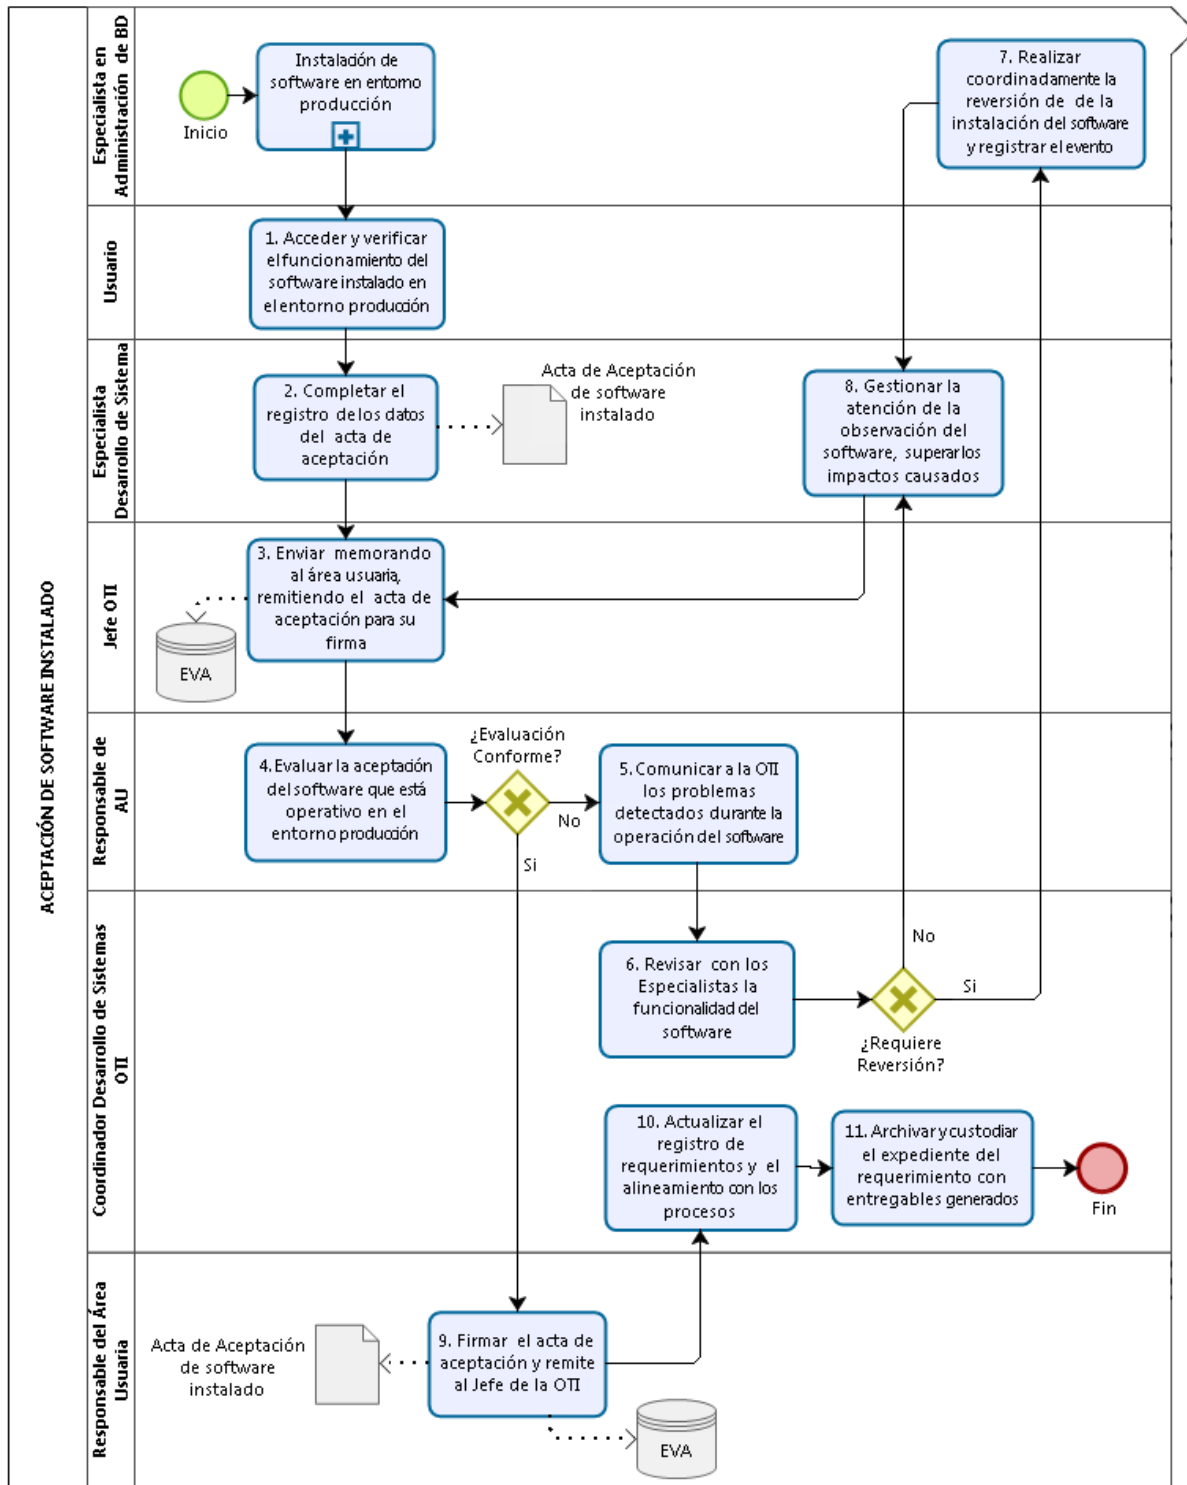 ACEPTACIÓN DE SOFTWARE INSTALADO
Especialista en
Administración de BD
Inicio
Instalación de
software en entorno
producción
7. Realizar
coordinadamente la
reversión de de la
instalación del software
y registrar el evento
Usuario
1. Acceder y verificar
el funcionamiento del
software instalado en
el entorno producción
Especialista
Desarrollo de Sistema
2. Completar el
registro de los datos
del acta de
aceptación
Acta de Aceptación
de software
instalado
8. Gestionar la
atención de la
observación del
software, superar los
impactos causados
Jefe OTI
3. Enviar memorando
al área usuaria,
remitiendo el acta de
aceptación para su
firma
EVA
Responsable de
AU
4. Evaluar la aceptación
del software que está
operativo en el
entorno producción
¿Evaluación
Conforme?
No
Si
5. Comunicar a la OTI
los problemas
detectados durante la
operación del software
Coordinador Desarrollo de Sistemas
OTI
6. Revisar con los
Especialistas la
funcionalidad del
software
No
Si
¿Requiere
Reversión?
10. Actualizar el
registro de
requerimientos y el
alineamiento con los
procesos
11. Archivar y custodiar
el expediente del
requerimiento con
entregables generados
Fin
Responsable del Área
Usuaria
Acta de Aceptación
de software
instalado
9. Firmar el acta de
aceptación y remite
al Jefe de la OTI
EVA